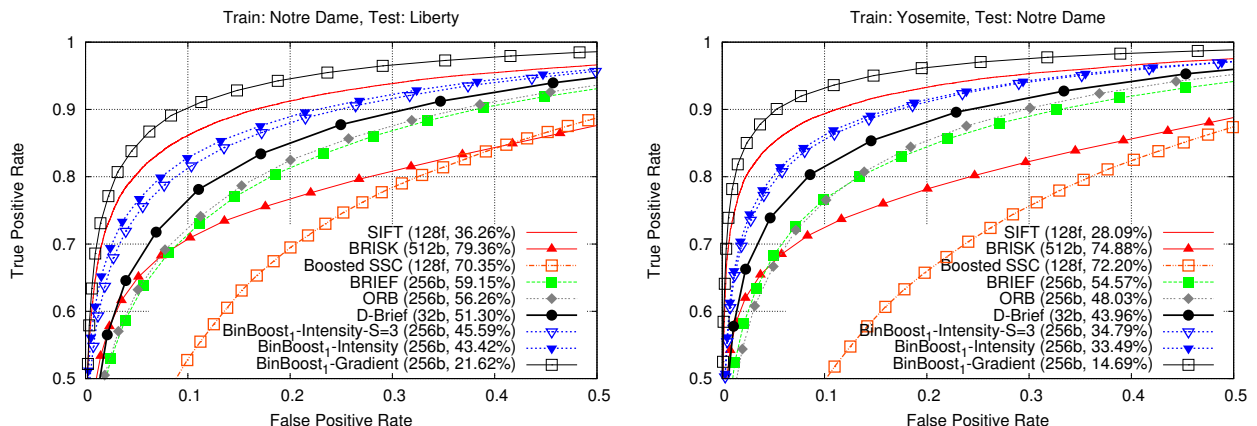 Train: Notre Dame, Test: Liberty
True Positive Rate
1
0.9
0.8
0.7
0.6
0.5
0
0.1
0.2
0.3
0.4
0.5
False Positive Rate
SIFT (128f, 36.26%)
BRISK (512b, 79.36%)
Boosted SSC (128f, 70.35%)
BRIEF (256b, 59.15%)
ORB (256b, 56.26%)
D-Brief (32b, 51.30%)
BinBoost₁-Intensity-S=3 (256b, 45.59%)
BinBoost₁-Intensity (256b, 43.42%)
BinBoost₁-Gradient (256b, 21.62%)
Train: Yosemite, Test: Notre Dame
True Positive Rate
1
0.9
0.8
0.7
0.6
0.5
0
0.1
0.2
0.3
0.4
0.5
False Positive Rate
SIFT (128f, 28.09%)
BRISK (512b, 74.88%)
Boosted SSC (128f, 72.20%)
BRIEF (256b, 54.57%)
ORB (256b, 48.03%)
D-Brief (32b, 43.96%)
BinBoost₁-Intensity-S=3 (256b, 34.79%)
BinBoost₁-Intensity (256b, 33.49%)
BinBoost₁-Gradient (256b, 14.69%)